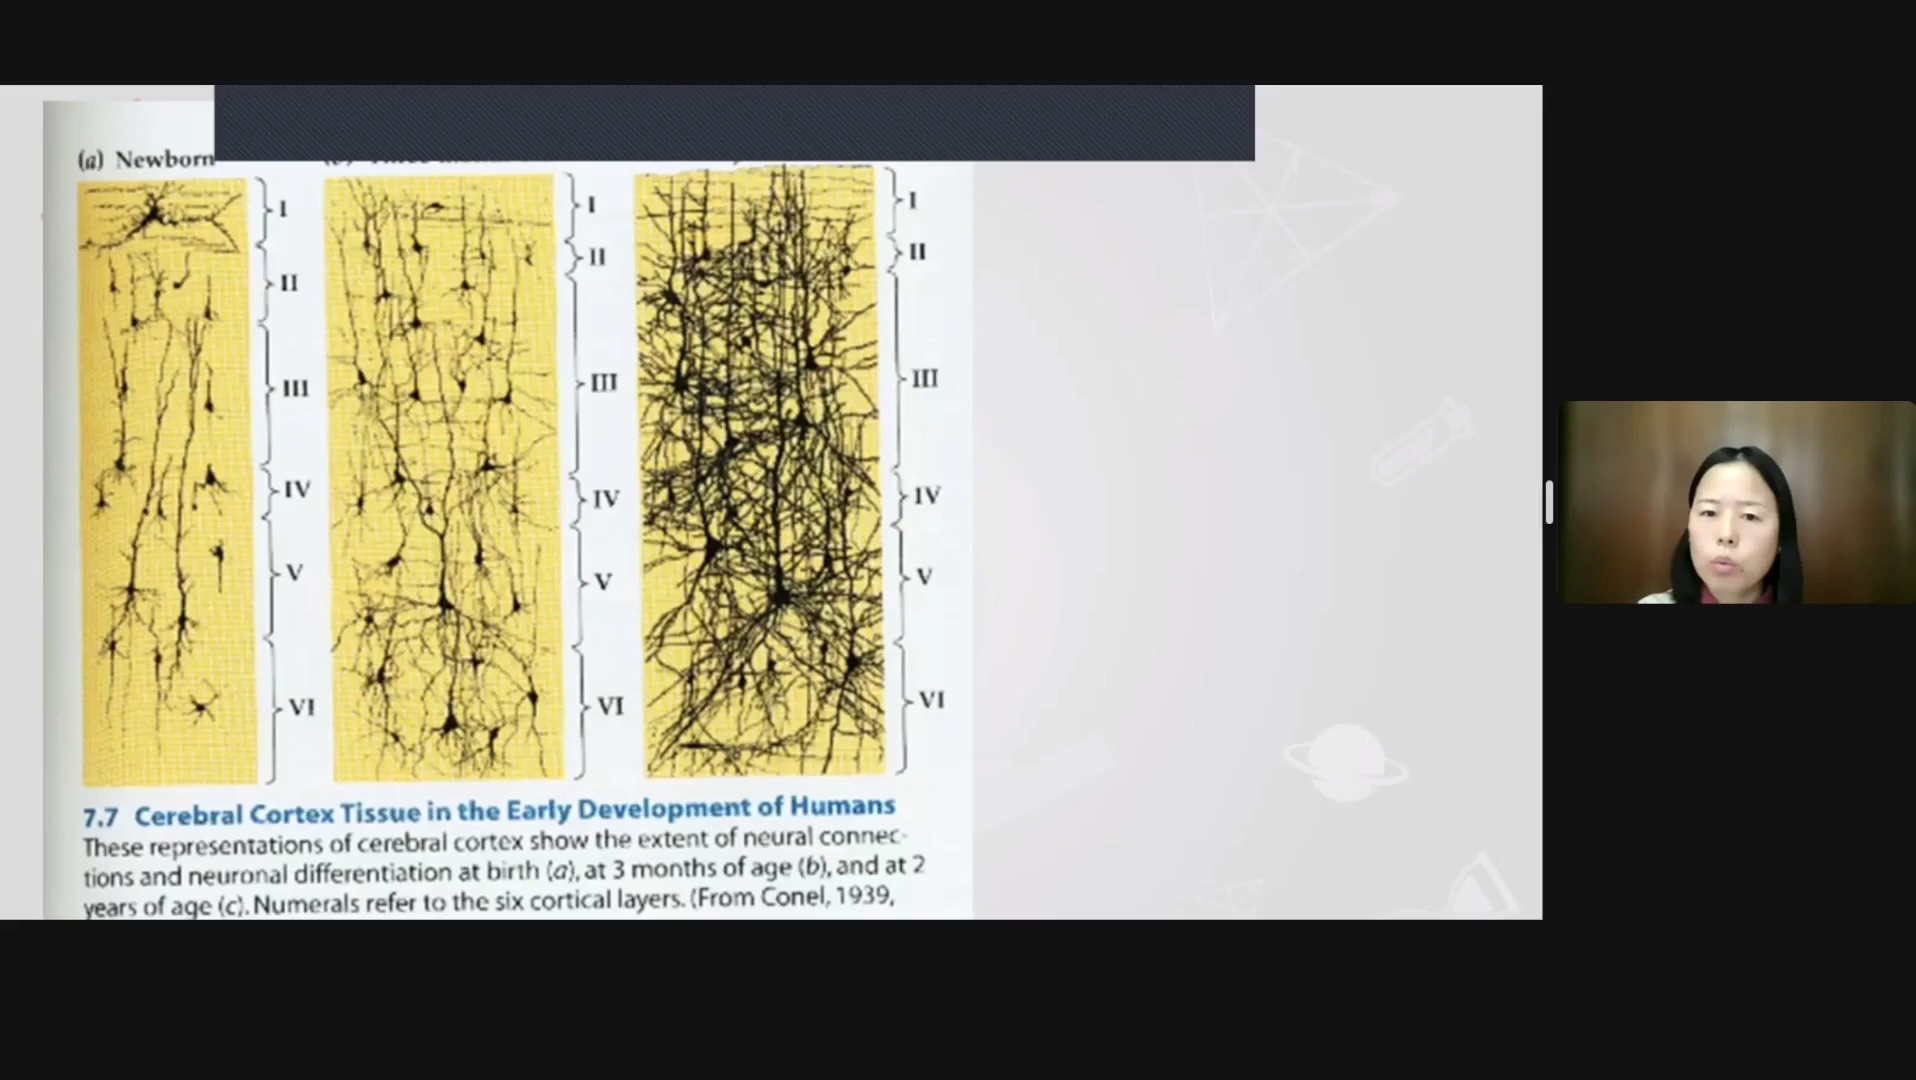 (a) Newborn
I
II
III
IV
V
VI
I
II
III
IV
V
VI
I
II
III
IV
V
VI
7.7 Cerebral Cortex Tissue in the Early Development of Humans
These representations of cerebral cortex show the extent of neural connec-
tions and neuronal differentiation at birth (a), at 3 months of age (b), and at 2
years of age (c). Numerals refer to the six cortical layers. (From Conel, 1939,